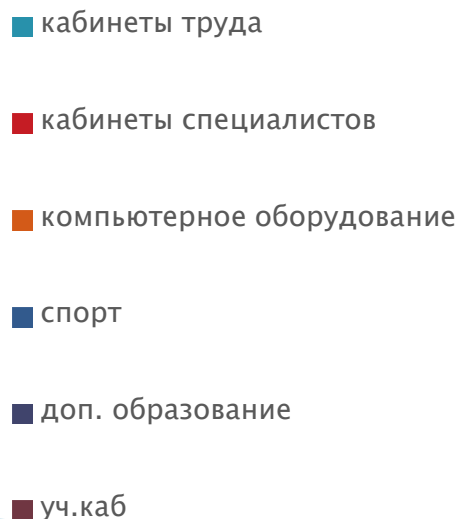 кабинеты труда
кабинеты специалистов
компьютерное оборудование
спорт
доп. образование
уч.каб